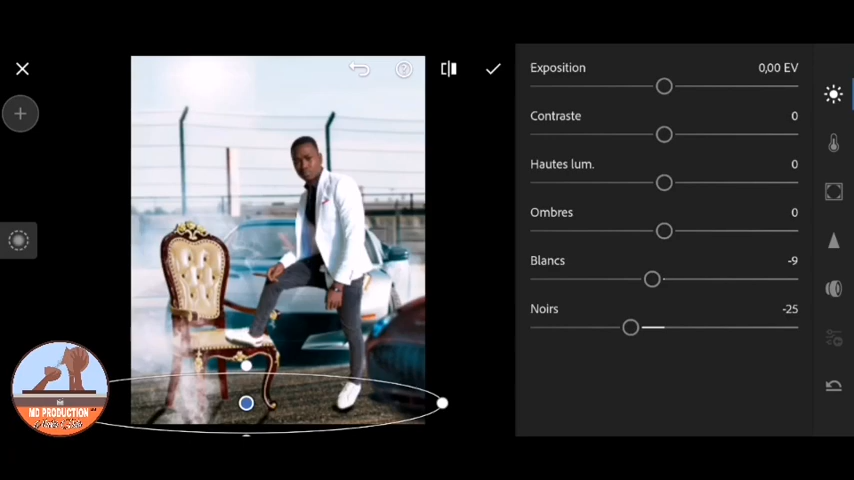 Exposition 0,00 EV
Contraste 0
Hautes lum. 0
Ombres 0
Blancs -9
Noirs -25
MD PRODUCTION